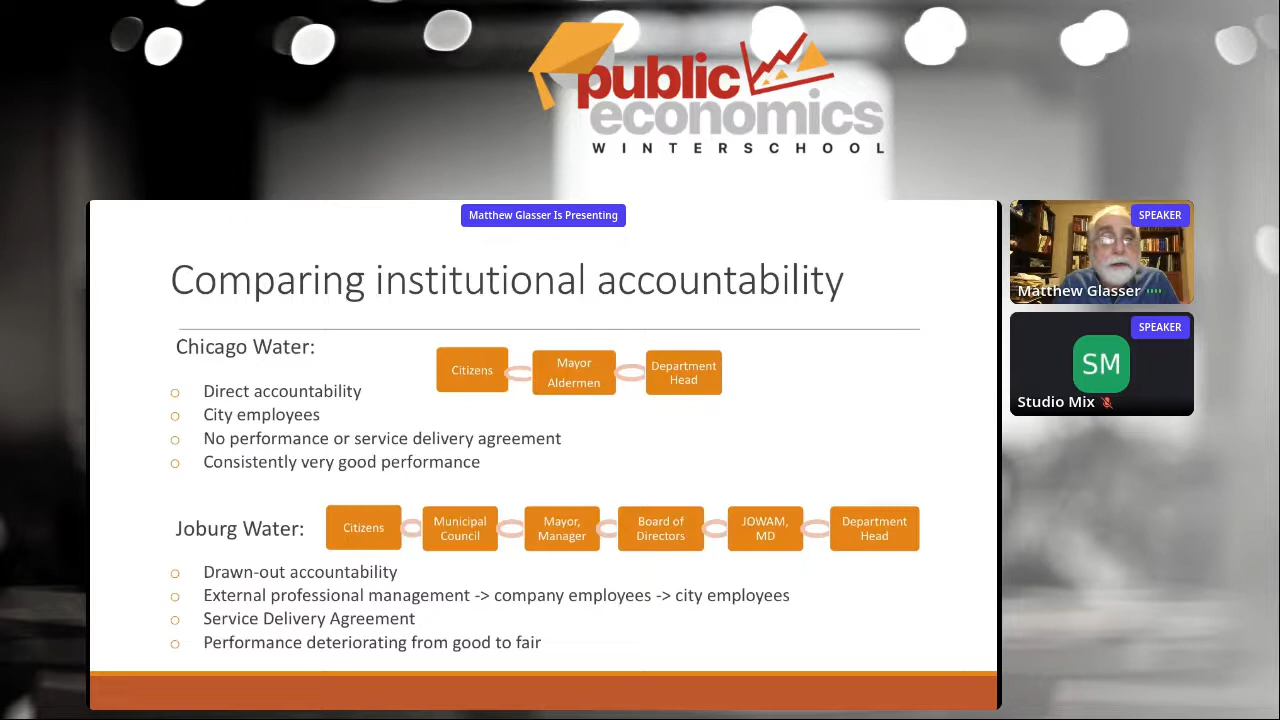 public
economics
WINTERSCHOOL
Matthew Glasser Is Presenting
Comparing institutional accountability
Chicago Water:
Citizens
Mayor
Aldermen
Department
Head
Direct accountability
City employees
No performance or service delivery agreement
Consistently very good performance
Joburg Water:
Citizens
Municipal
Council
Mayor,
Manager
Board of
Directors
JOWAM,
MD
Department
Head
Drawn-out accountability
External professional management -> company employees -> city employees
Service Delivery Agreement
Performance deteriorating from good to fair
SPEAKER
Matthew Glasser
SPEAKER
SM
Studio Mix